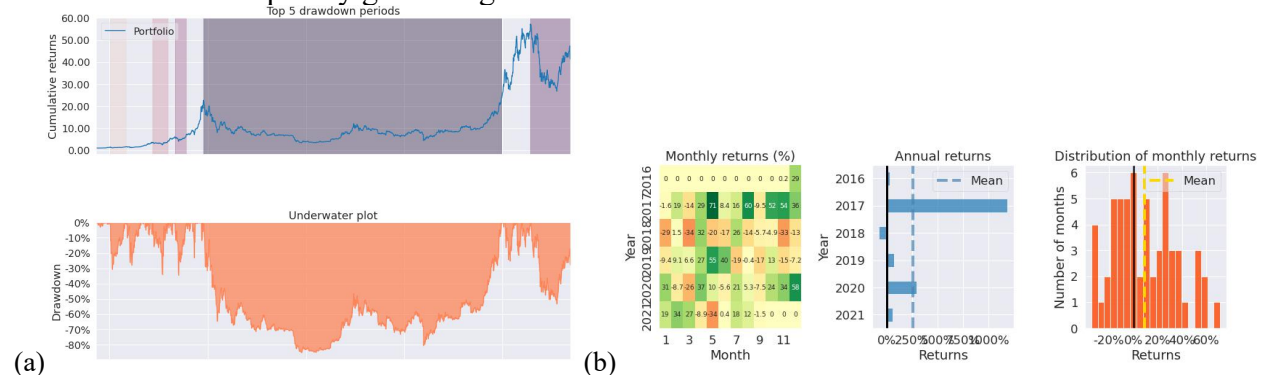 Top 5 drawdown periods
60.00
50.00
40.00
30.00
20.00
10.00
0.00
Cumulative returns
Portfolio
Underwater plot
0%
-10%
-20%
-30%
-40%
-50%
-60%
-70%
-80%
Drawdown
(a)
(b)
Monthly returns (%)
Year
2016
2017
2018
2019
2020
2021
0 0 0 0 0 0 0 0 0 0 0.2 29
-1.6 19 -14 29 71 8.4 16 60 -9.5 52 54 36
-29 1.5 -34 32 -20 -17 26 -14 -5.7 -4.9 -33 -13
-9.4 9.1 6.6 27 55 40 -19 -0.4 -17 13 -15 -7.2
31 -8.7 -26 37 10 -5.6 21 5.3 -7.5 24 34 58
19 34 27 -8.9 -34 0.4 18 12 -1.5 0 0 0
1 3 5 7 9 11
Month
Annual returns
Mean
Year
2016
2017
2018
2019
2020
2021
0% 250% 500% 750% 1000%
Returns
Distribution of monthly returns
Mean
Number of months
6
5
4
3
2
1
0
-20% 0% 20% 40% 60%
Returns